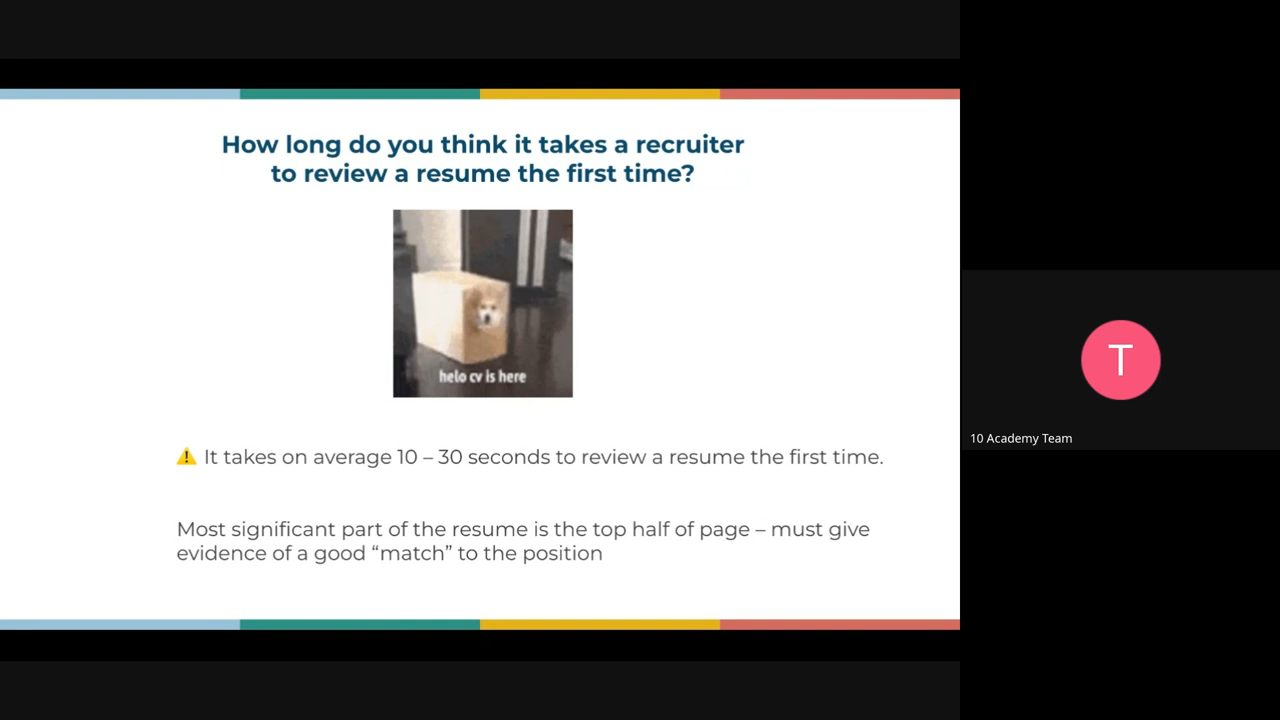 How long do you think it takes a recruiter
to review a resume the first time?
helo cv is here
⚠ It takes on average 10 – 30 seconds to review a resume the first time.
Most significant part of the resume is the top half of page – must give
evidence of a good “match” to the position
T
10 Academy Team